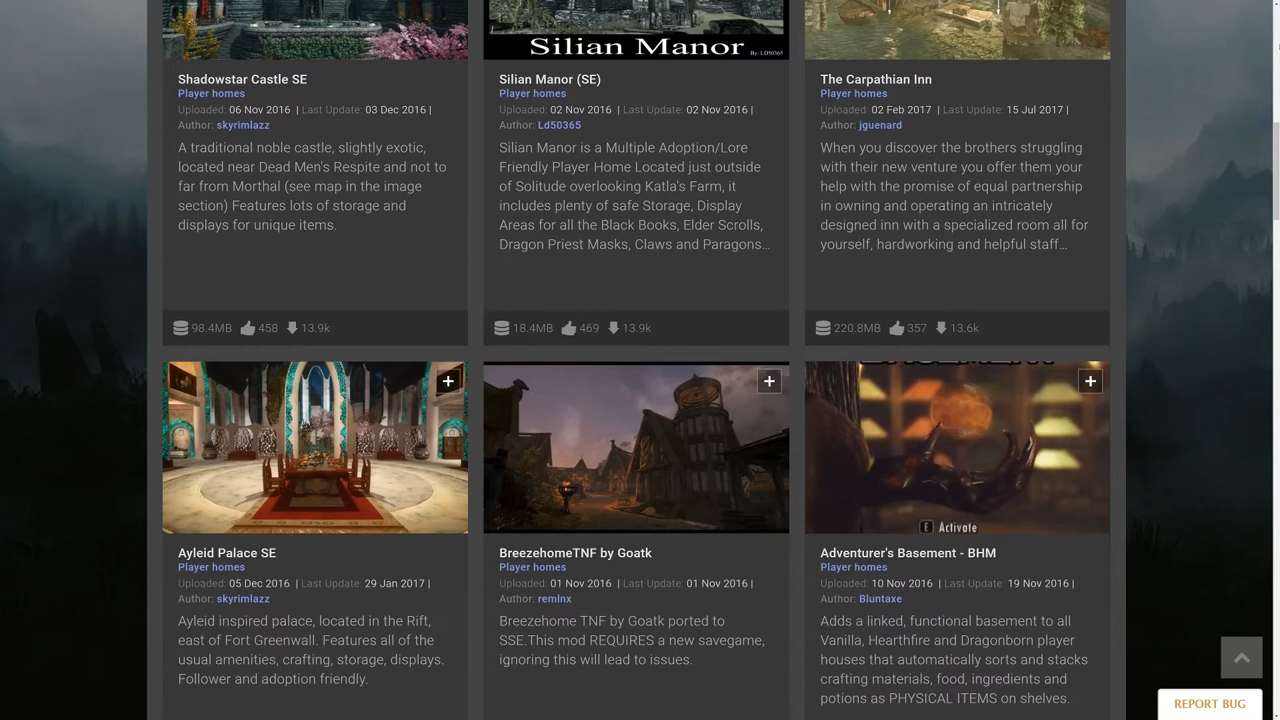 Silian Manor
By: LD50365
Shadowstar Castle SE
Player homes
Uploaded: 06 Nov 2016 | Last Update: 03 Dec 2016 |
Author: skyrimlazz
A traditional noble castle, slightly exotic,
located near Dead Men's Respite and not to
far from Morthal (see map in the image
section) Features lots of storage and
displays for unique items.
98.4MB 458 13.9k
Silian Manor (SE)
Player homes
Uploaded: 02 Nov 2016 | Last Update: 02 Nov 2016 |
Author: Ld50365
Silian Manor is a Multiple Adoption/Lore
Friendly Player Home Located just outside
of Solitude overlooking Katla's Farm, it
includes plenty of safe Storage, Display
Areas for all the Black Books, Elder Scrolls,
Dragon Priest Masks, Claws and Paragons...
18.4MB 469 13.9k
The Carpathian Inn
Player homes
Uploaded: 02 Feb 2017 | Last Update: 15 Jul 2017 |
Author: jguenard
When you discover the brothers struggling
with their new venture you offer them your
help with the promise of equal partnership
in owning and operating an intricately
designed inn with a specialized room all for
yourself, hardworking and helpful staff...
220.8MB 357 13.6k
Ayleid Palace SE
Player homes
Uploaded: 05 Dec 2016 | Last Update: 29 Jan 2017 |
Author: skyrimlazz
Ayleid inspired palace, located in the Rift,
east of Fort Greenwall. Features all of the
usual amenities, crafting, storage, displays.
Follower and adoption friendly.
BreezehomeTNF by Goatk
Player homes
Uploaded: 01 Nov 2016 | Last Update: 01 Nov 2016 |
Author: remlnx
Breezehome TNF by Goatk ported to
SSE.This mod REQUIRES a new savegame,
ignoring this will lead to issues.
E Activate
Adventurer's Basement - BHM
Player homes
Uploaded: 10 Nov 2016 | Last Update: 19 Nov 2016 |
Author: Bluntaxe
Adds a linked, functional basement to all
Vanilla, Hearthfire and Dragonborn player
houses that automatically sorts and stacks
crafting materials, food, ingredients and
potions as PHYSICAL ITEMS on shelves.
REPORT BUG